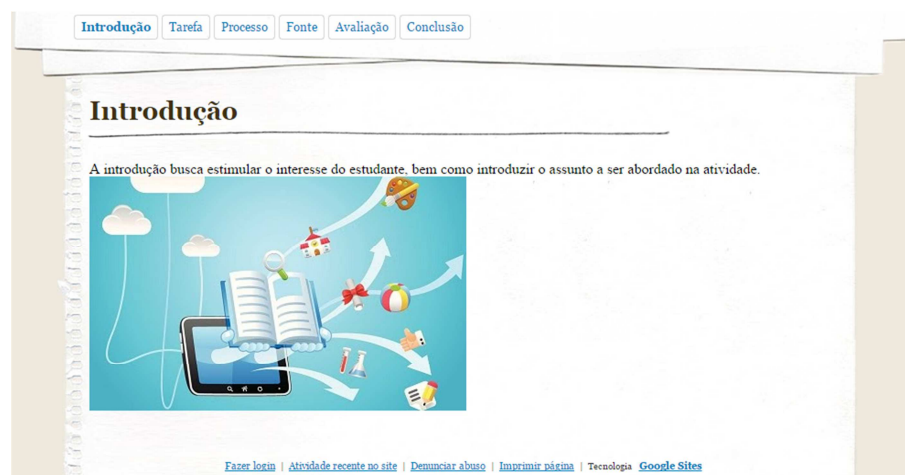 Introdução Tarefa Processo Fonte Avaliação Conclusão
Introdução
A introdução busca estimular o interesse do estudante, bem como introduzir o assunto a ser abordado na atividade.
Fazer login | Atividade recente no site | Denunciar abuso | Imprimir página | Tecnologia Google Sites